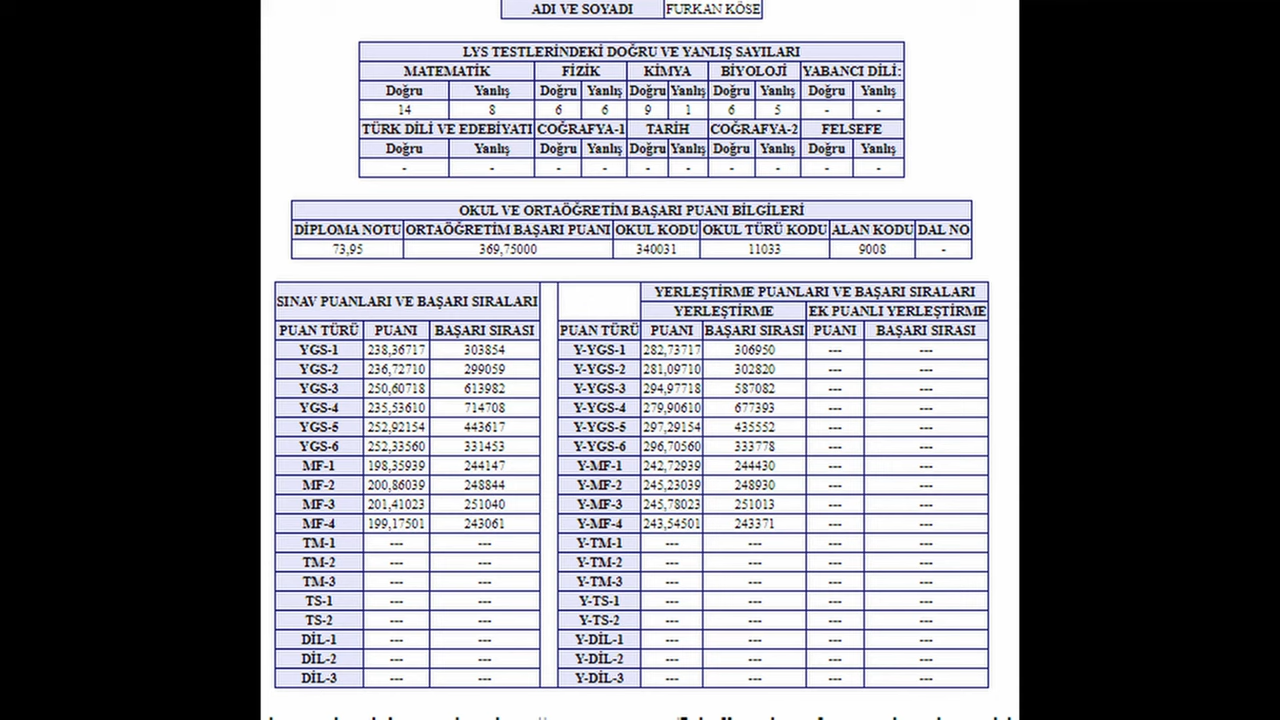 ADI VE SOYADI FURKAN KÖSE
LYS TESTLERİNDEKİ DOĞRU VE YANLIŞ SAYILARI
MATEMATİK FİZİK KİMYA BİYOLOJİ YABANCI DİLİ:
Doğru Yanlış Doğru Yanlış Doğru Yanlış Doğru Yanlış Doğru Yanlış
14 8 6 6 9 1 6 5 - -
TÜRK DİLİ VE EDEBİYATI COĞRAFYA-1 TARİH COĞRAFYA-2 FELSEFE
Doğru Yanlış Doğru Yanlış Doğru Yanlış Doğru Yanlış Doğru Yanlış
- - - - - - - - - -
OKUL VE ORTAÖĞRETİM BAŞARI PUANI BİLGİLERİ
DİPLOMA NOTU ORTAÖĞRETİM BAŞARI PUANI OKUL KODU OKUL TÜRÜ KODU ALAN KODU DAL NO
73,95 369,75000 340031 11033 9008 -
SINAV PUANLARI VE BAŞARI SIRALARI
YERLEŞTİRME PUANLARI VE BAŞARI SIRALARI
YERLEŞTİRME EK PUANLI YERLEŞTİRME
PUAN TÜRÜ PUANI BAŞARI SIRASI PUAN TÜRÜ PUANI BAŞARI SIRASI PUANI BAŞARI SIRASI
YGS-1 238,36717 303854 Y-YGS-1 282,73717 306950 --- ---
YGS-2 236,72710 299059 Y-YGS-2 281,09710 302820 --- ---
YGS-3 250,60718 613982 Y-YGS-3 294,97718 587082 --- ---
YGS-4 235,53610 714708 Y-YGS-4 279,90610 677393 --- ---
YGS-5 252,92154 443617 Y-YGS-5 297,29154 435552 --- ---
YGS-6 252,33560 331453 Y-YGS-6 296,70560 333778 --- ---
MF-1 198,35939 244147 Y-MF-1 242,72939 244430 --- ---
MF-2 200,86039 248844 Y-MF-2 245,23039 248930 --- ---
MF-3 201,41023 251040 Y-MF-3 245,78023 251013 --- ---
MF-4 199,17501 243061 Y-MF-4 243,54501 243371 --- ---
TM-1 --- --- Y-TM-1 --- --- --- ---
TM-2 --- --- Y-TM-2 --- --- --- ---
TM-3 --- --- Y-TM-3 --- --- --- ---
TS-1 --- --- Y-TS-1 --- --- --- ---
TS-2 --- --- Y-TS-2 --- --- --- ---
DİL-1 --- --- Y-DİL-1 --- --- --- ---
DİL-2 --- --- Y-DİL-2 --- --- --- ---
DİL-3 --- --- Y-DİL-3 --- --- --- ---